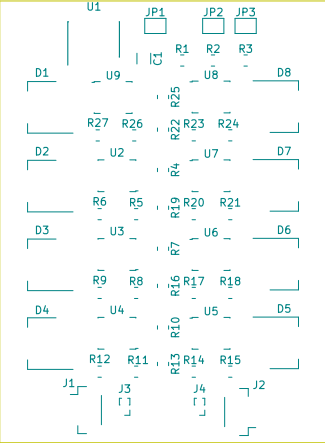 U1 JP1 JP2 JP3
R1 R2 R3
C1
D1 U9 U8 D8
R25
R27 R26 R22 R23 R24
D2 U2 U7 D7
R4
R6 R5 R19 R20 R21
D3 U3 U6 D6
R7
R9 R8 R16 R17 R18
D4 U4 U5 D5
R10
R12 R11 R13 R14 R15
J1 J3 J4 J2